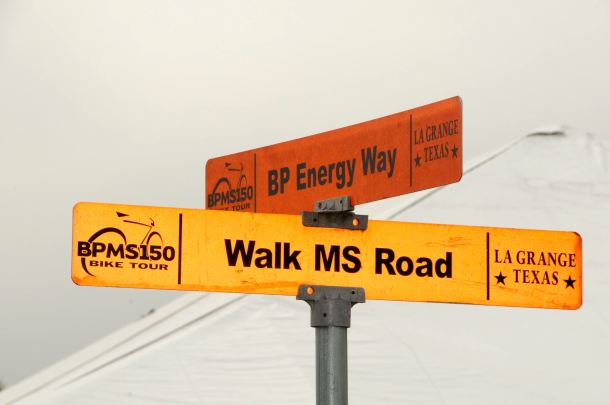 BPMS150
BIKE TOUR
BP Energy Way
LA GRANGE
★ TEXAS ★
BPMS150
BIKE TOUR
Walk MS Road
LA GRANGE
★ TEXAS ★